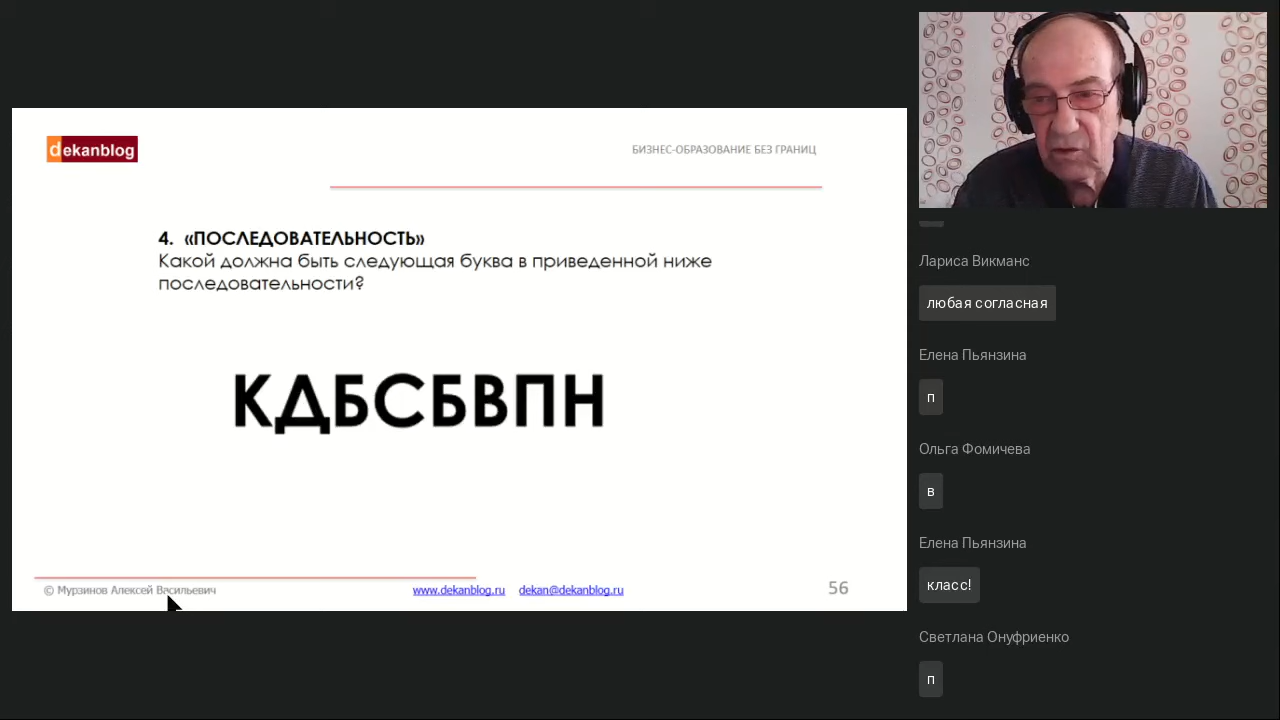 dekanblog
БИЗНЕС-ОБРАЗОВАНИЕ БЕЗ ГРАНИЦ
4. «ПОСЛЕДОВАТЕЛЬНОСТЬ»
Какой должна быть следующая буква в приведенной ниже
последовательности?
КДБСБВПН
© Мурзинов Алексей Васильевич
www.dekanblog.ru dekan@dekanblog.ru
56
Лариса Викманс
любая согласная
Елена Пьянзина
п
Ольга Фомичева
в
Елена Пьянзина
класс!
Светлана Онуфриенко
п